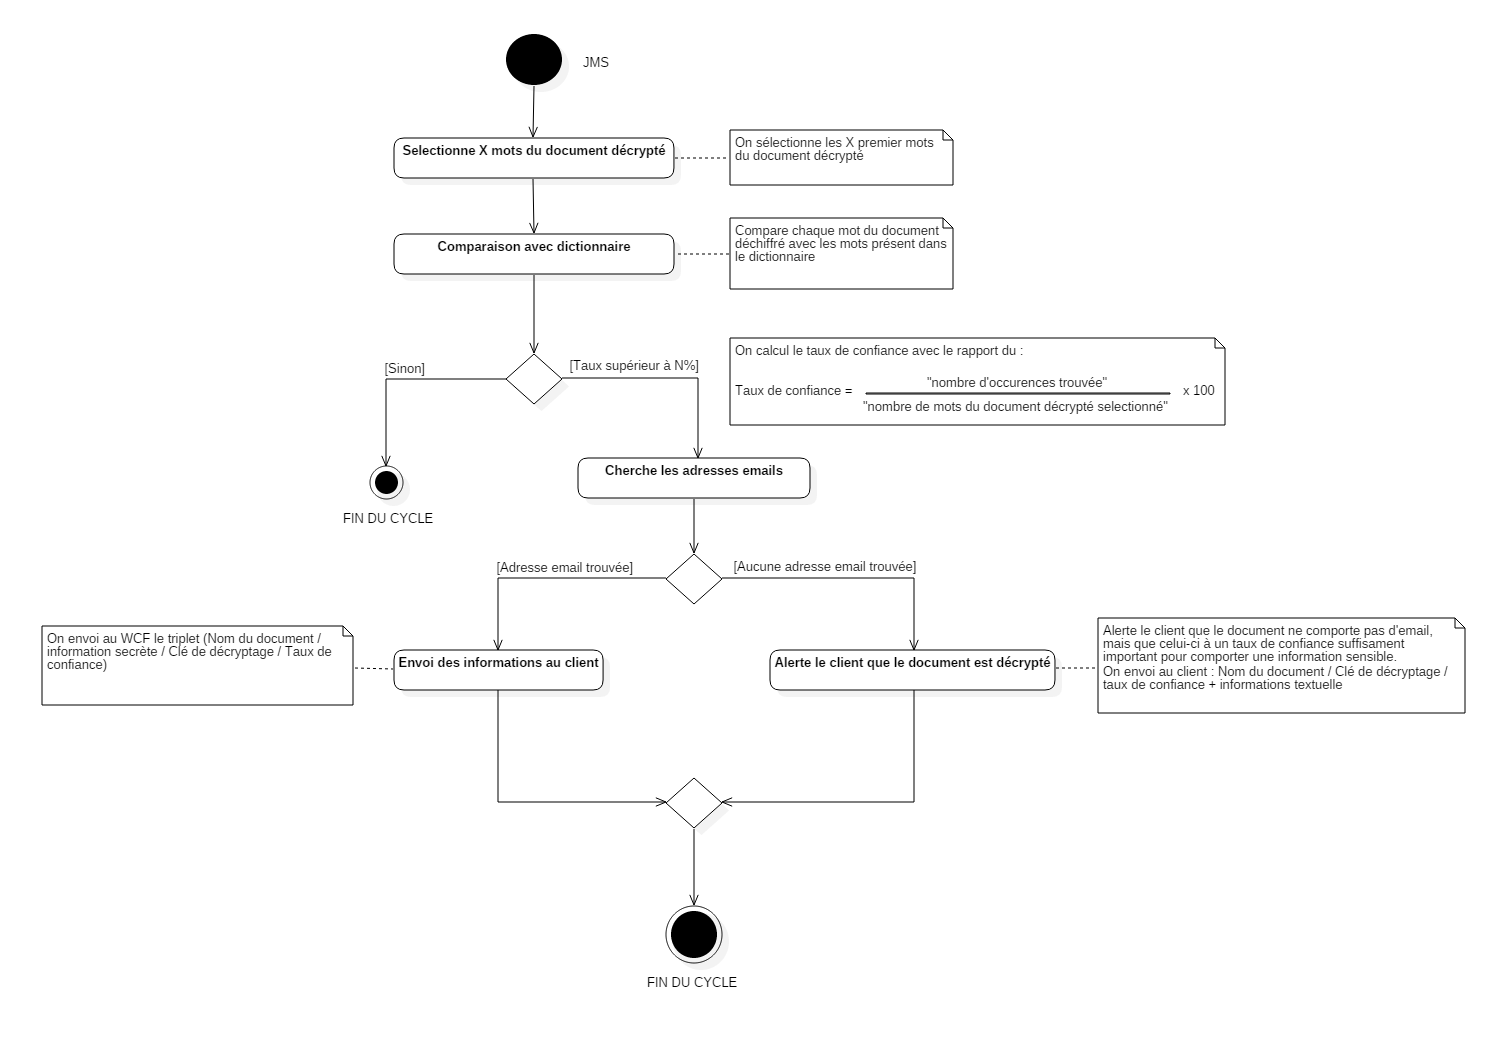 JMS
Selectionne X mots du document décrypté
On sélectionne les X premier mots
du document décrypté
Comparaison avec dictionnaire
Compare chaque mot du document
déchiffré avec les mots présent dans
le dictionnaire
[Sinon]
[Taux supérieur à N%]
On calcul le taux de confiance avec le rapport du :
"nombre d'occurences trouvée"
Taux de confiance =
x 100
"nombre de mots du document décrypté selectionné"
Cherche les adresses emails
FIN DU CYCLE
[Adresse email trouvée]
[Aucune adresse email trouvée]
On envoi au WCF le triplet (Nom du document /
information secrète / Clé de décryptage / Taux de
confiance)
Envoi des informations au client
Alerte le client que le document est décrypté
Alerte le client que le document ne comporte pas d'email,
mais que celui-ci à un taux de confiance suffisament
important pour comporter une information sensible.
On envoi au client : Nom du document / Clé de décryptage /
taux de confiance + informations textuelle
FIN DU CYCLE